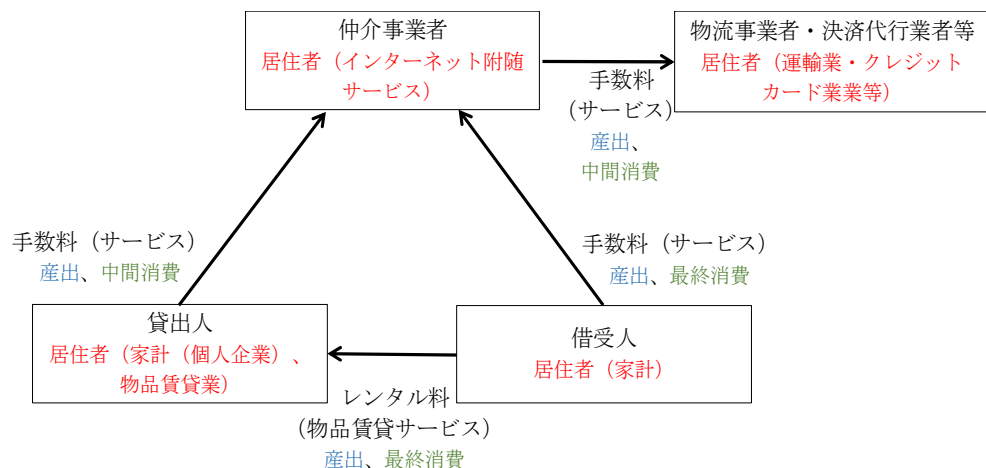 仲介事業者
居住者（インターネット附随
サービス）
物流事業者・決済代行業者等
居住者（運輸業・クレジット
カード業業等）
手数料
（サービス）
産出、
中間消費
手数料（サービス）
産出、中間消費
手数料（サービス）
産出、最終消費
貸出人
居住者（家計（個人企業）、
物品賃貸業）
借受人
居住者（家計）
レンタル料
（物品賃貸サービス）
産出、最終消費